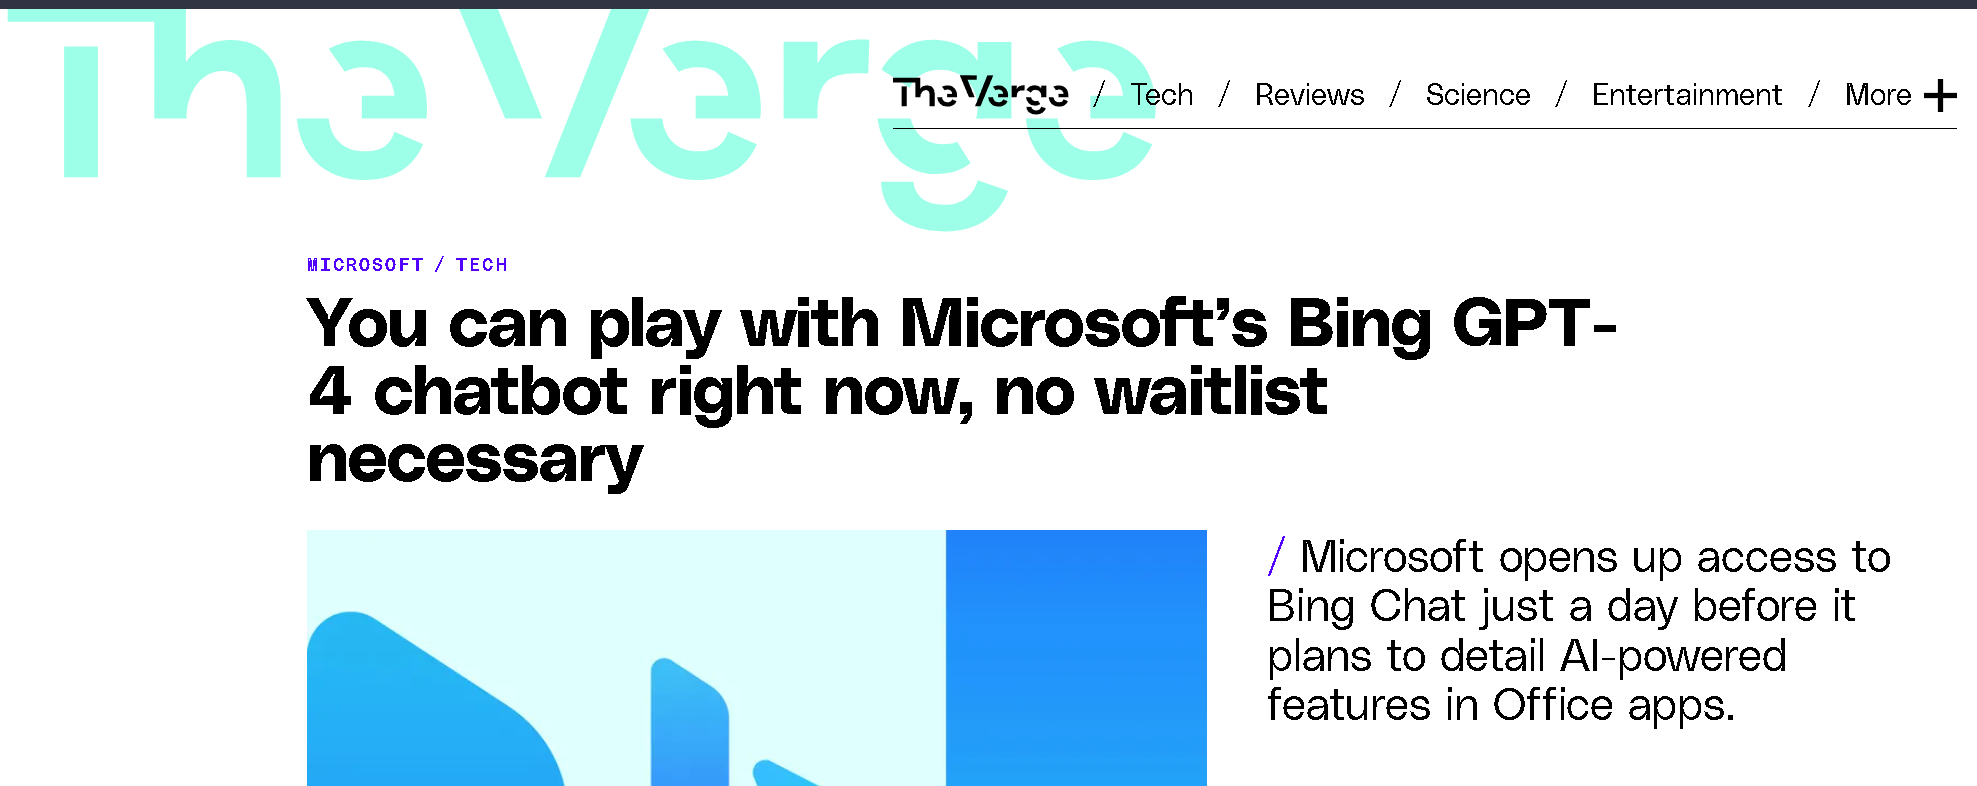 The Verge
The Verge / Tech / Reviews / Science / Entertainment / More +
MICROSOFT / TECH
You can play with Microsoft’s Bing GPT-
4 chatbot right now, no waitlist
necessary
/ Microsoft opens up access to
Bing Chat just a day before it
plans to detail AI-powered
features in Office apps.